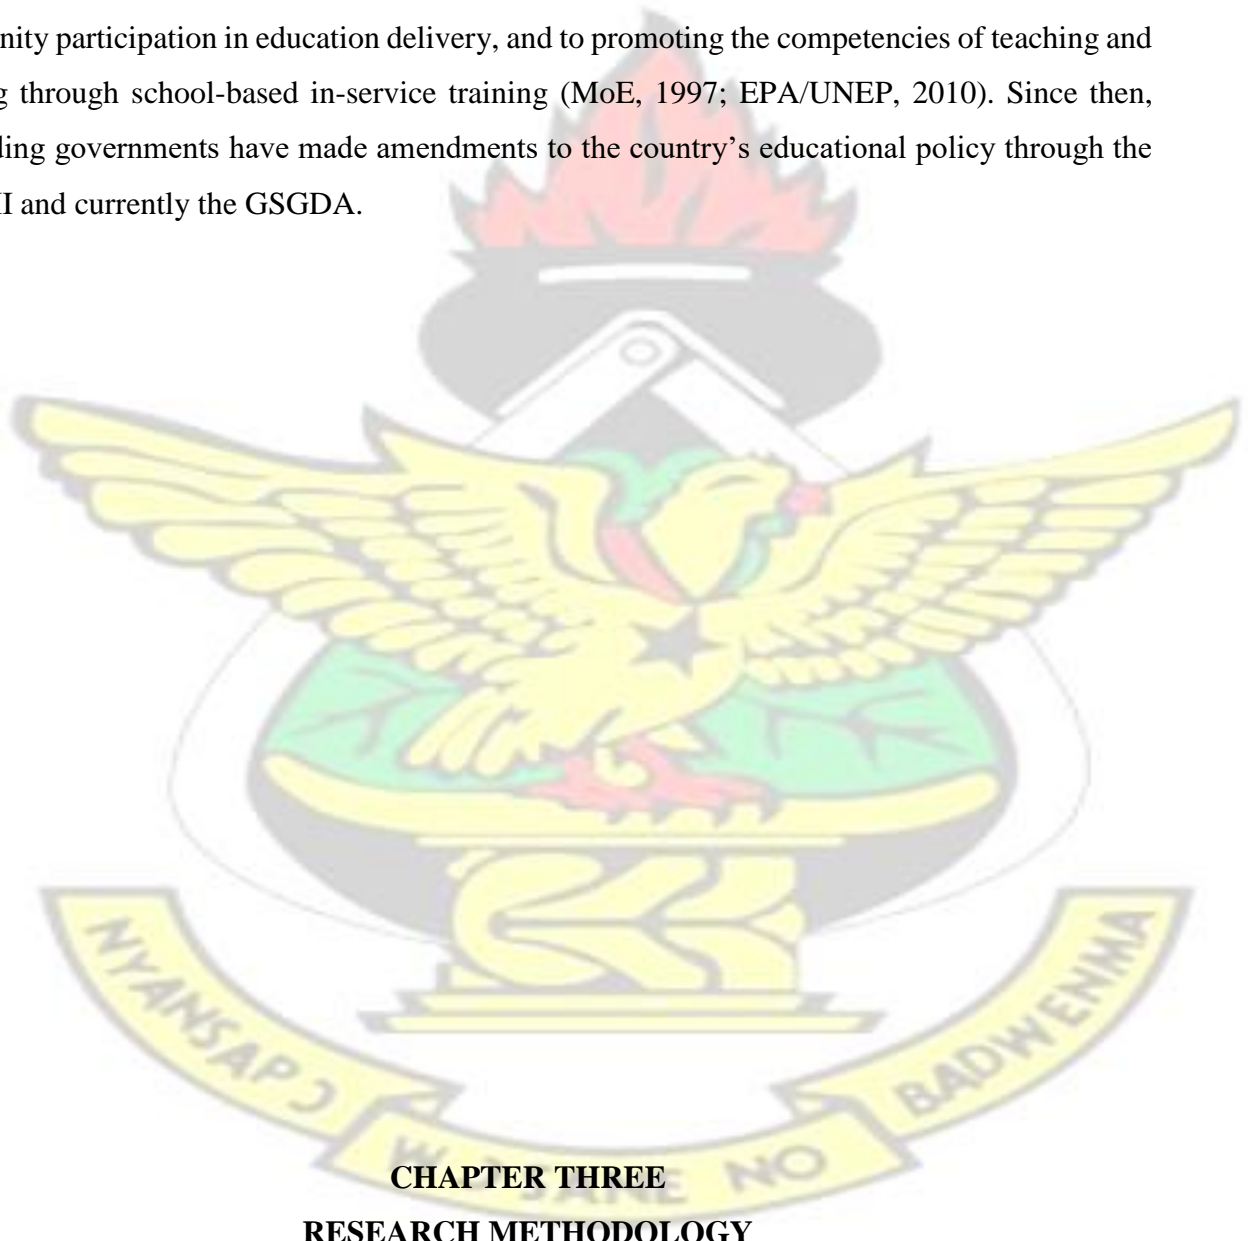 nity participation in education delivery, and to promoting the competencies of teaching and
g through school-based in-service training (MoE, 1997; EPA/UNEP, 2010). Since then,
ding governments have made amendments to the country’s educational policy through the
I and currently the GSGDA.
NYANSAPƆ
SANE NO
BADWENMA
CHAPTER THREE
RESEARCH METHODOLOGY